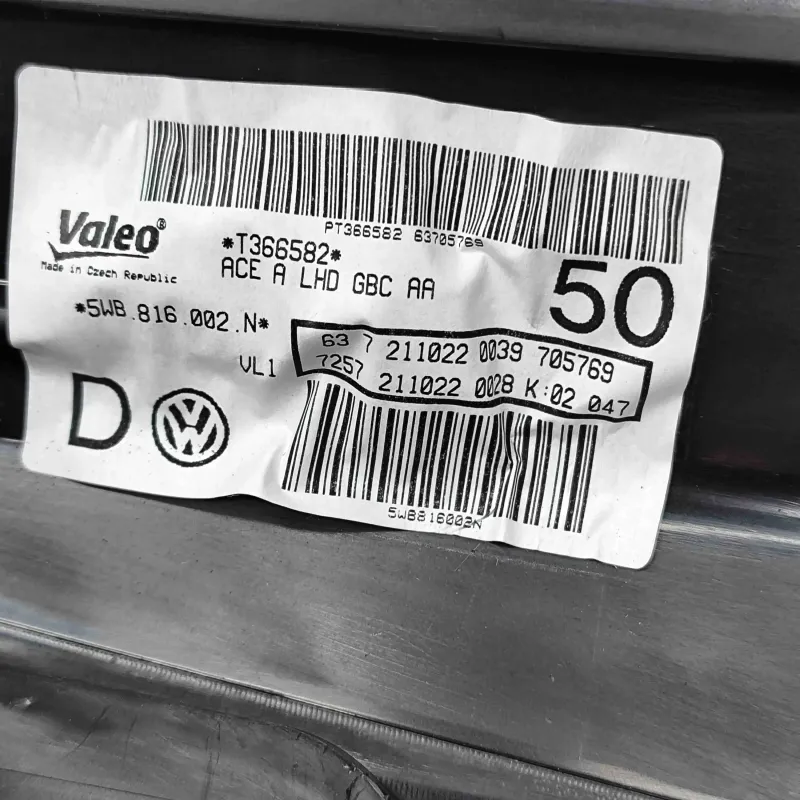 PT366582 63705769
Valeo®
Made in Czech Republic
*T366582*
ACE A LHD GBC AA
50
*5WB.816.002.N*
VL1
63 7 211022 0039 705769
7257 211022 0028 K:02 047
D
VW
5WB816002N